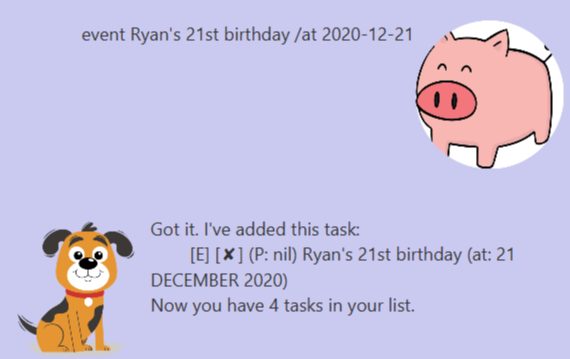 event Ryan's 21st birthday /at 2020-12-21
Got it. I've added this task:
[E] [✘] (P: nil) Ryan's 21st birthday (at: 21
DECEMBER 2020)
Now you have 4 tasks in your list.